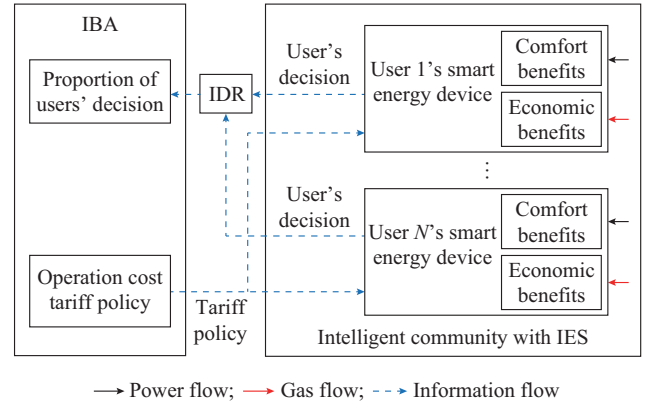 IBA
Proportion of
users' decision
Operation cost
tariff policy
IDR
User's
decision
User 1's smart
energy device
Comfort
benefits
Economic
benefits
⋮
User's
decision
User N's smart
energy device
Comfort
benefits
Economic
benefits
Tariff
policy
Intelligent community with IES
Power flow; Gas flow; Information flow